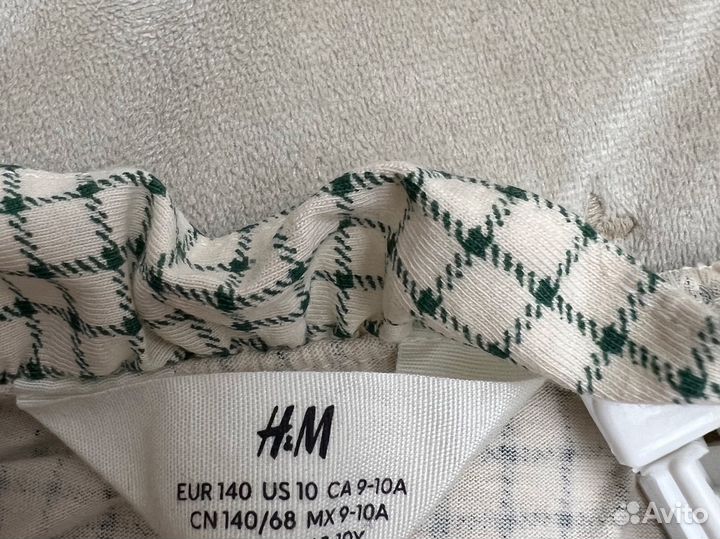 H&M
EUR 140 US 10 CA 9-10A
CN 140/68 MX 9-10A
Avito